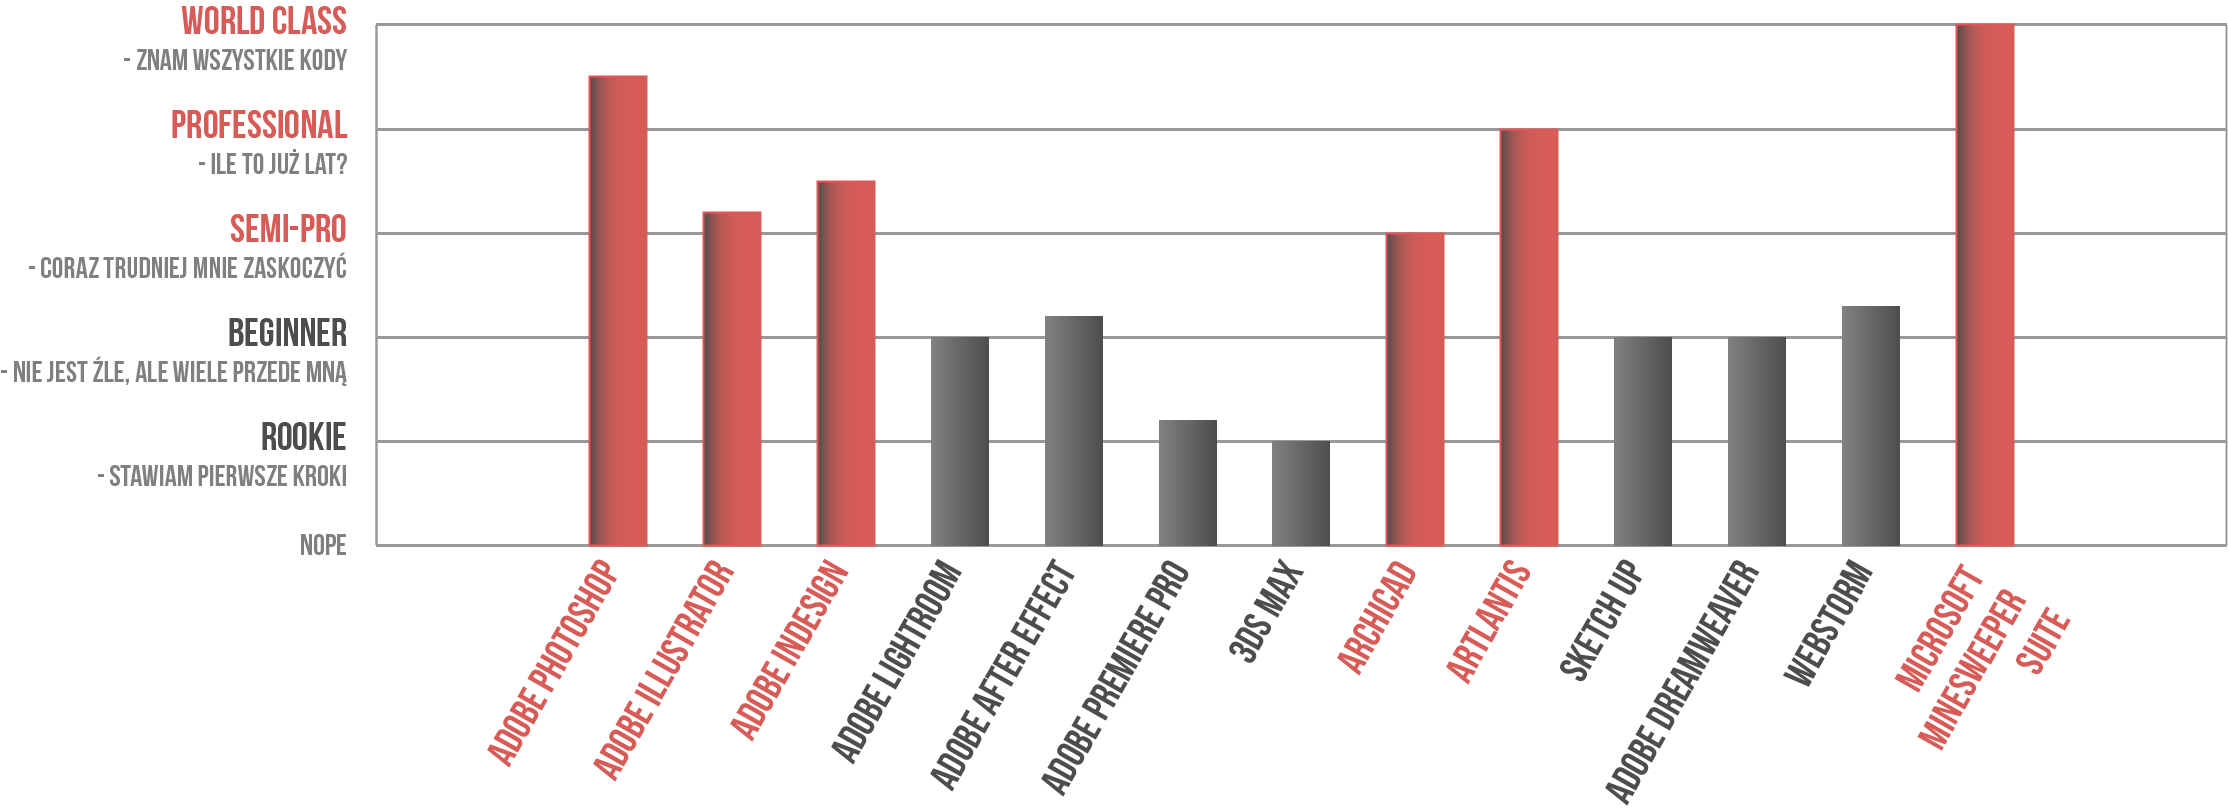 WORLD CLASS
- ZNAM WSZYSTKIE KODY
PROFESSIONAL
- ILE TO JUŻ LAT?
SEMI-PRO
- CORAZ TRUDNIEJ MNIE ZASKOCZYĆ
BEGINNER
- NIE JEST ŹLE, ALE WIELE PRZEDE MNĄ
ROOKIE
- STAWIAM PIERWSZE KROKI
NOPE
ADOBE PHOTOSHOP
ADOBE ILLUSTRATOR
ADOBE INDESIGN
ADOBE LIGHTROOM
ADOBE AFTER EFFECT
ADOBE PREMIERE PRO
3DS MAX
ARCHICAD
ARTLANTIS
SKETCH UP
ADOBE DREAMWEAVER
WEBSTORM
MICROSOFT
MINESWEEPER
SUITE